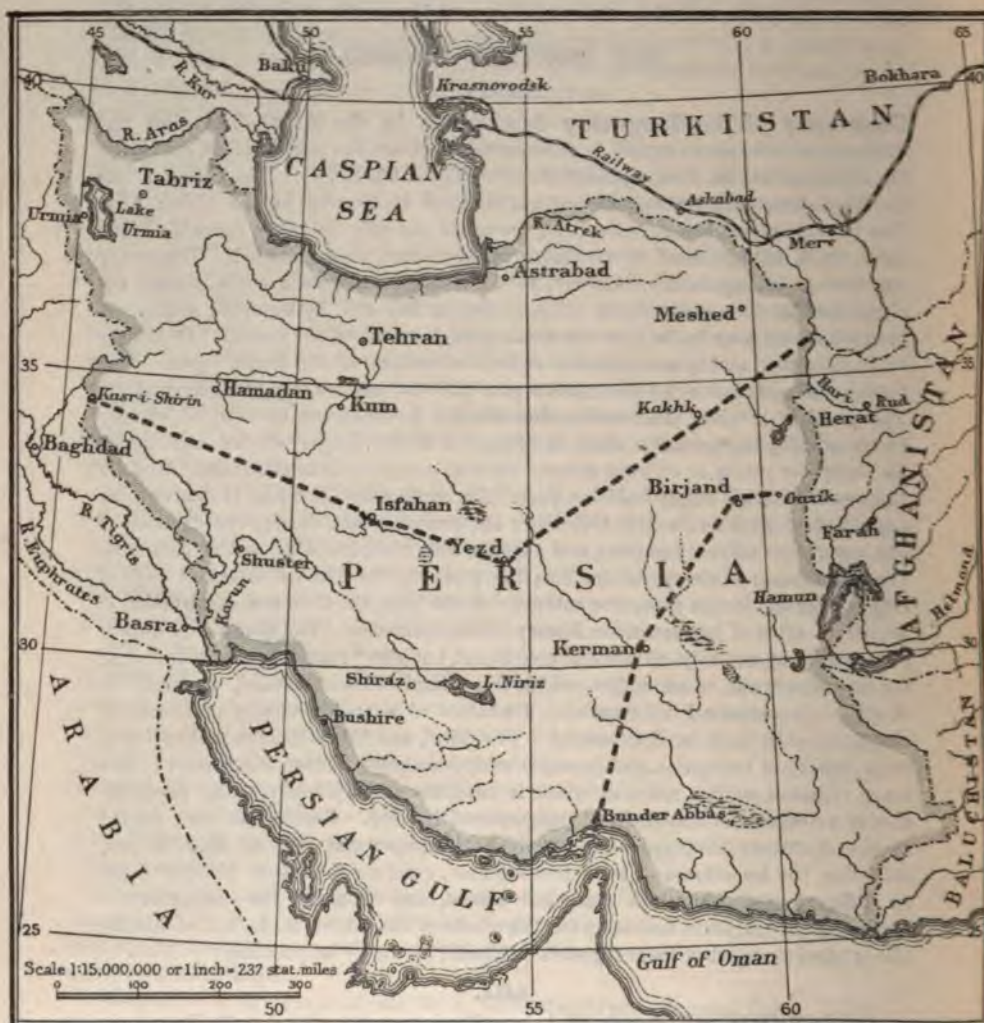 45
50
55
60
65
40
Baku
R. Kur
Krasnovodsk
Bokhara
40
R. Aras
TURKISTAN
Railway
CASPIAN
SEA
Tabriz
Urmia
Lake
Urmia
Askabad
R. Atrek
Merv
Astrabad
Meshed
Tehran
35
35
Kasr-i-Shirin
Hamadan
Kum
Kakhk
Hari Rud
Herat
Baghdad
Isfahan
Birjand
Gazik
R. Tigris
Yezd
Farah
R. Euphrates
Shuster
PERSIA
AFGHANISTAN
Karun
Hamun
Helmand
Basra
30
Kerman
Shiraz
L. Niriz
Bushire
ARABIA
PERSIAN GULF
Bunder Abbas
BALUCHISTAN
25
25
Gulf of Oman
Scale 1:15,000,000 or 1 inch = 237 stat. miles
0
100
200
300
50
55
60